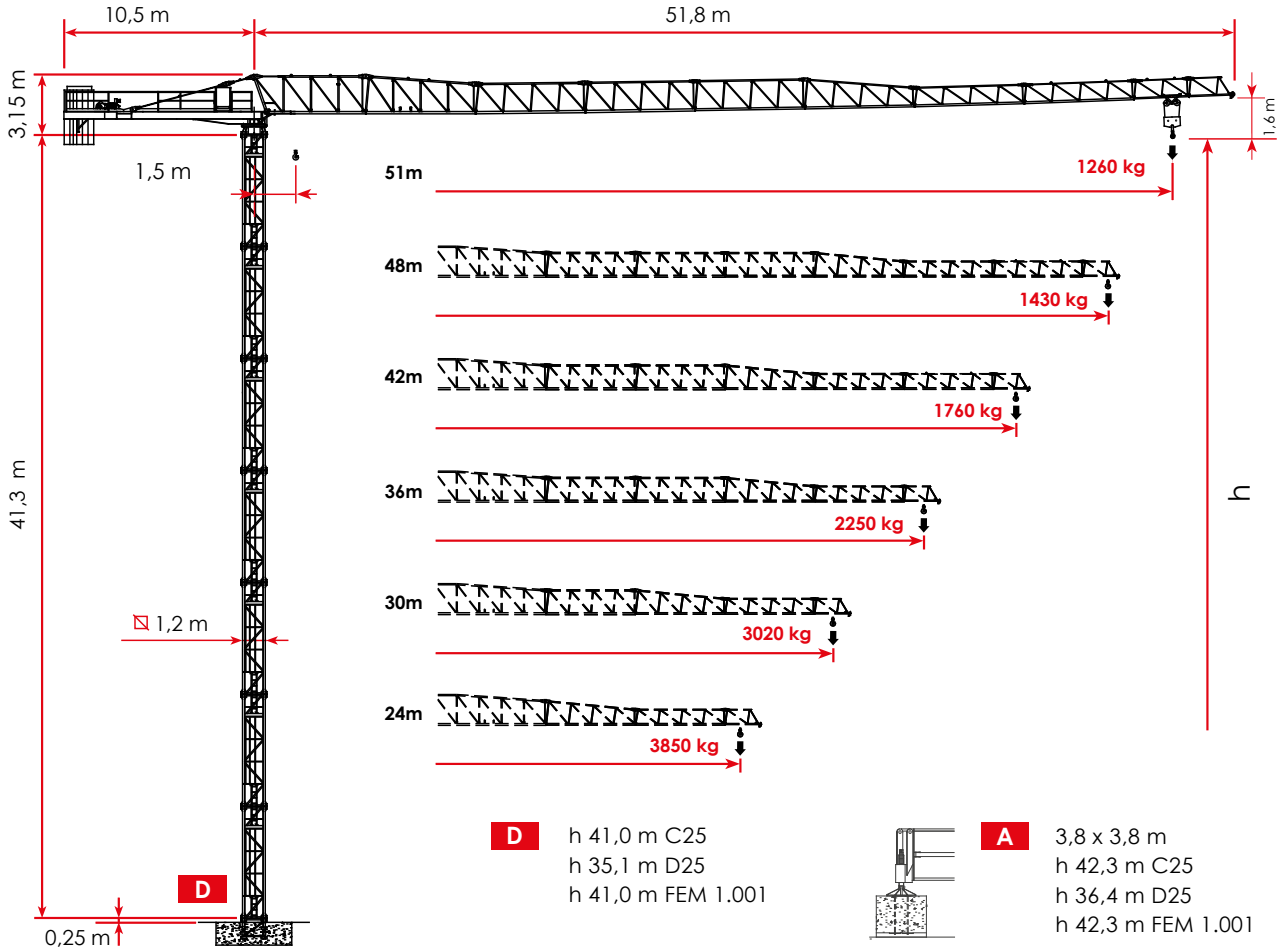 10,5 m
51,8 m
3,15 m
1,6 m
1,5 m
51m
1260 kg
48m
1430 kg
42m
1760 kg
41,3 m
36m
2250 kg
h
30m
1,2 m
3020 kg
24m
3850 kg
D
h 41,0 m C25
h 35,1 m D25
h 41,0 m FEM 1.001
A
3,8 x 3,8 m
h 42,3 m C25
h 36,4 m D25
h 42,3 m FEM 1.001
D
0,25 m